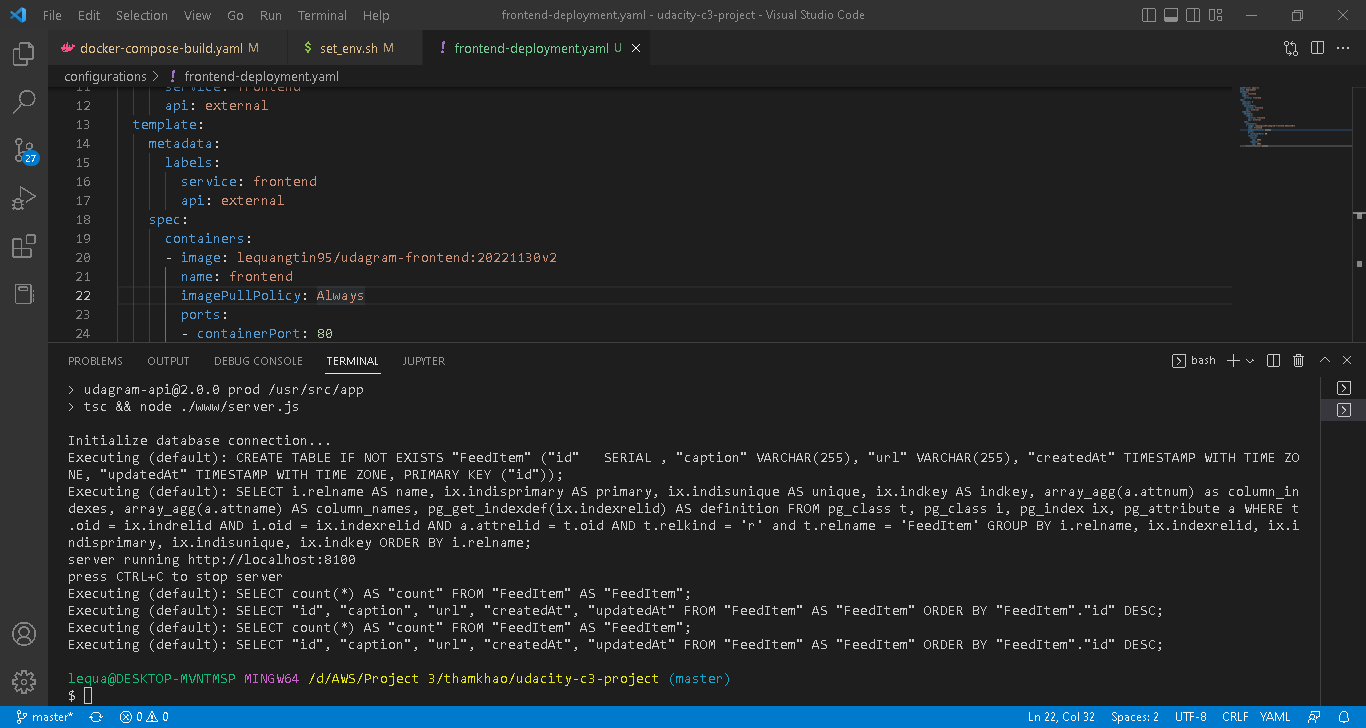 File Edit Selection View Go Run Terminal Help frontend-deployment.yaml - udacity-c3-project - Visual Studio Code
docker-compose-build.yaml M $ set_env.sh M ! frontend-deployment.yaml U
configurations > ! frontend-deployment.yaml
11 service: frontend
12 api: external
13 template:
14 metadata:
15 labels:
16 service: frontend
17 api: external
18 spec:
19 containers:
20 - image: lequangtin95/udagram-frontend:20221130v2
21 name: frontend
22 imagePullPolicy: Always
23 ports:
24 - containerPort: 80
27
PROBLEMS OUTPUT DEBUG CONSOLE TERMINAL JUPYTER bash
> udagram-api@2.0.0 prod /usr/src/app
> tsc && node ./www/server.js
Initialize database connection...
Executing (default): CREATE TABLE IF NOT EXISTS "FeedItem" ("id"   SERIAL , "caption" VARCHAR(255), "url" VARCHAR(255), "createdAt" TIMESTAMP WITH TIME ZO
NE, "updatedAt" TIMESTAMP WITH TIME ZONE, PRIMARY KEY ("id"));
Executing (default): SELECT i.relname AS name, ix.indisprimary AS primary, ix.indisunique AS unique, ix.indkey AS indkey, array_agg(a.attnum) as column_in
dexes, array_agg(a.attname) AS column_names, pg_get_indexdef(ix.indexrelid) AS definition FROM pg_class t, pg_class i, pg_index ix, pg_attribute a WHERE t
.oid = ix.indrelid AND i.oid = ix.indexrelid AND a.attrelid = t.oid AND t.relkind = 'r' and t.relname = 'FeedItem' GROUP BY i.relname, ix.indexrelid, ix.i
ndisprimary, ix.indisunique, ix.indkey ORDER BY i.relname;
server running http://localhost:8100
press CTRL+C to stop server
Executing (default): SELECT count(*) AS "count" FROM "FeedItem" AS "FeedItem";
Executing (default): SELECT "id", "caption", "url", "createdAt", "updatedAt" FROM "FeedItem" AS "FeedItem" ORDER BY "FeedItem"."id" DESC;
Executing (default): SELECT count(*) AS "count" FROM "FeedItem" AS "FeedItem";
Executing (default): SELECT "id", "caption", "url", "createdAt", "updatedAt" FROM "FeedItem" AS "FeedItem" ORDER BY "FeedItem"."id" DESC;
lequa@DESKTOP-MVNTMSP MINGW64 /d/AWS/Project 3/thamkhao/udacity-c3-project (master)
$
master* 0 0 Ln 22, Col 32 Spaces: 2 UTF-8 CRLF YAML